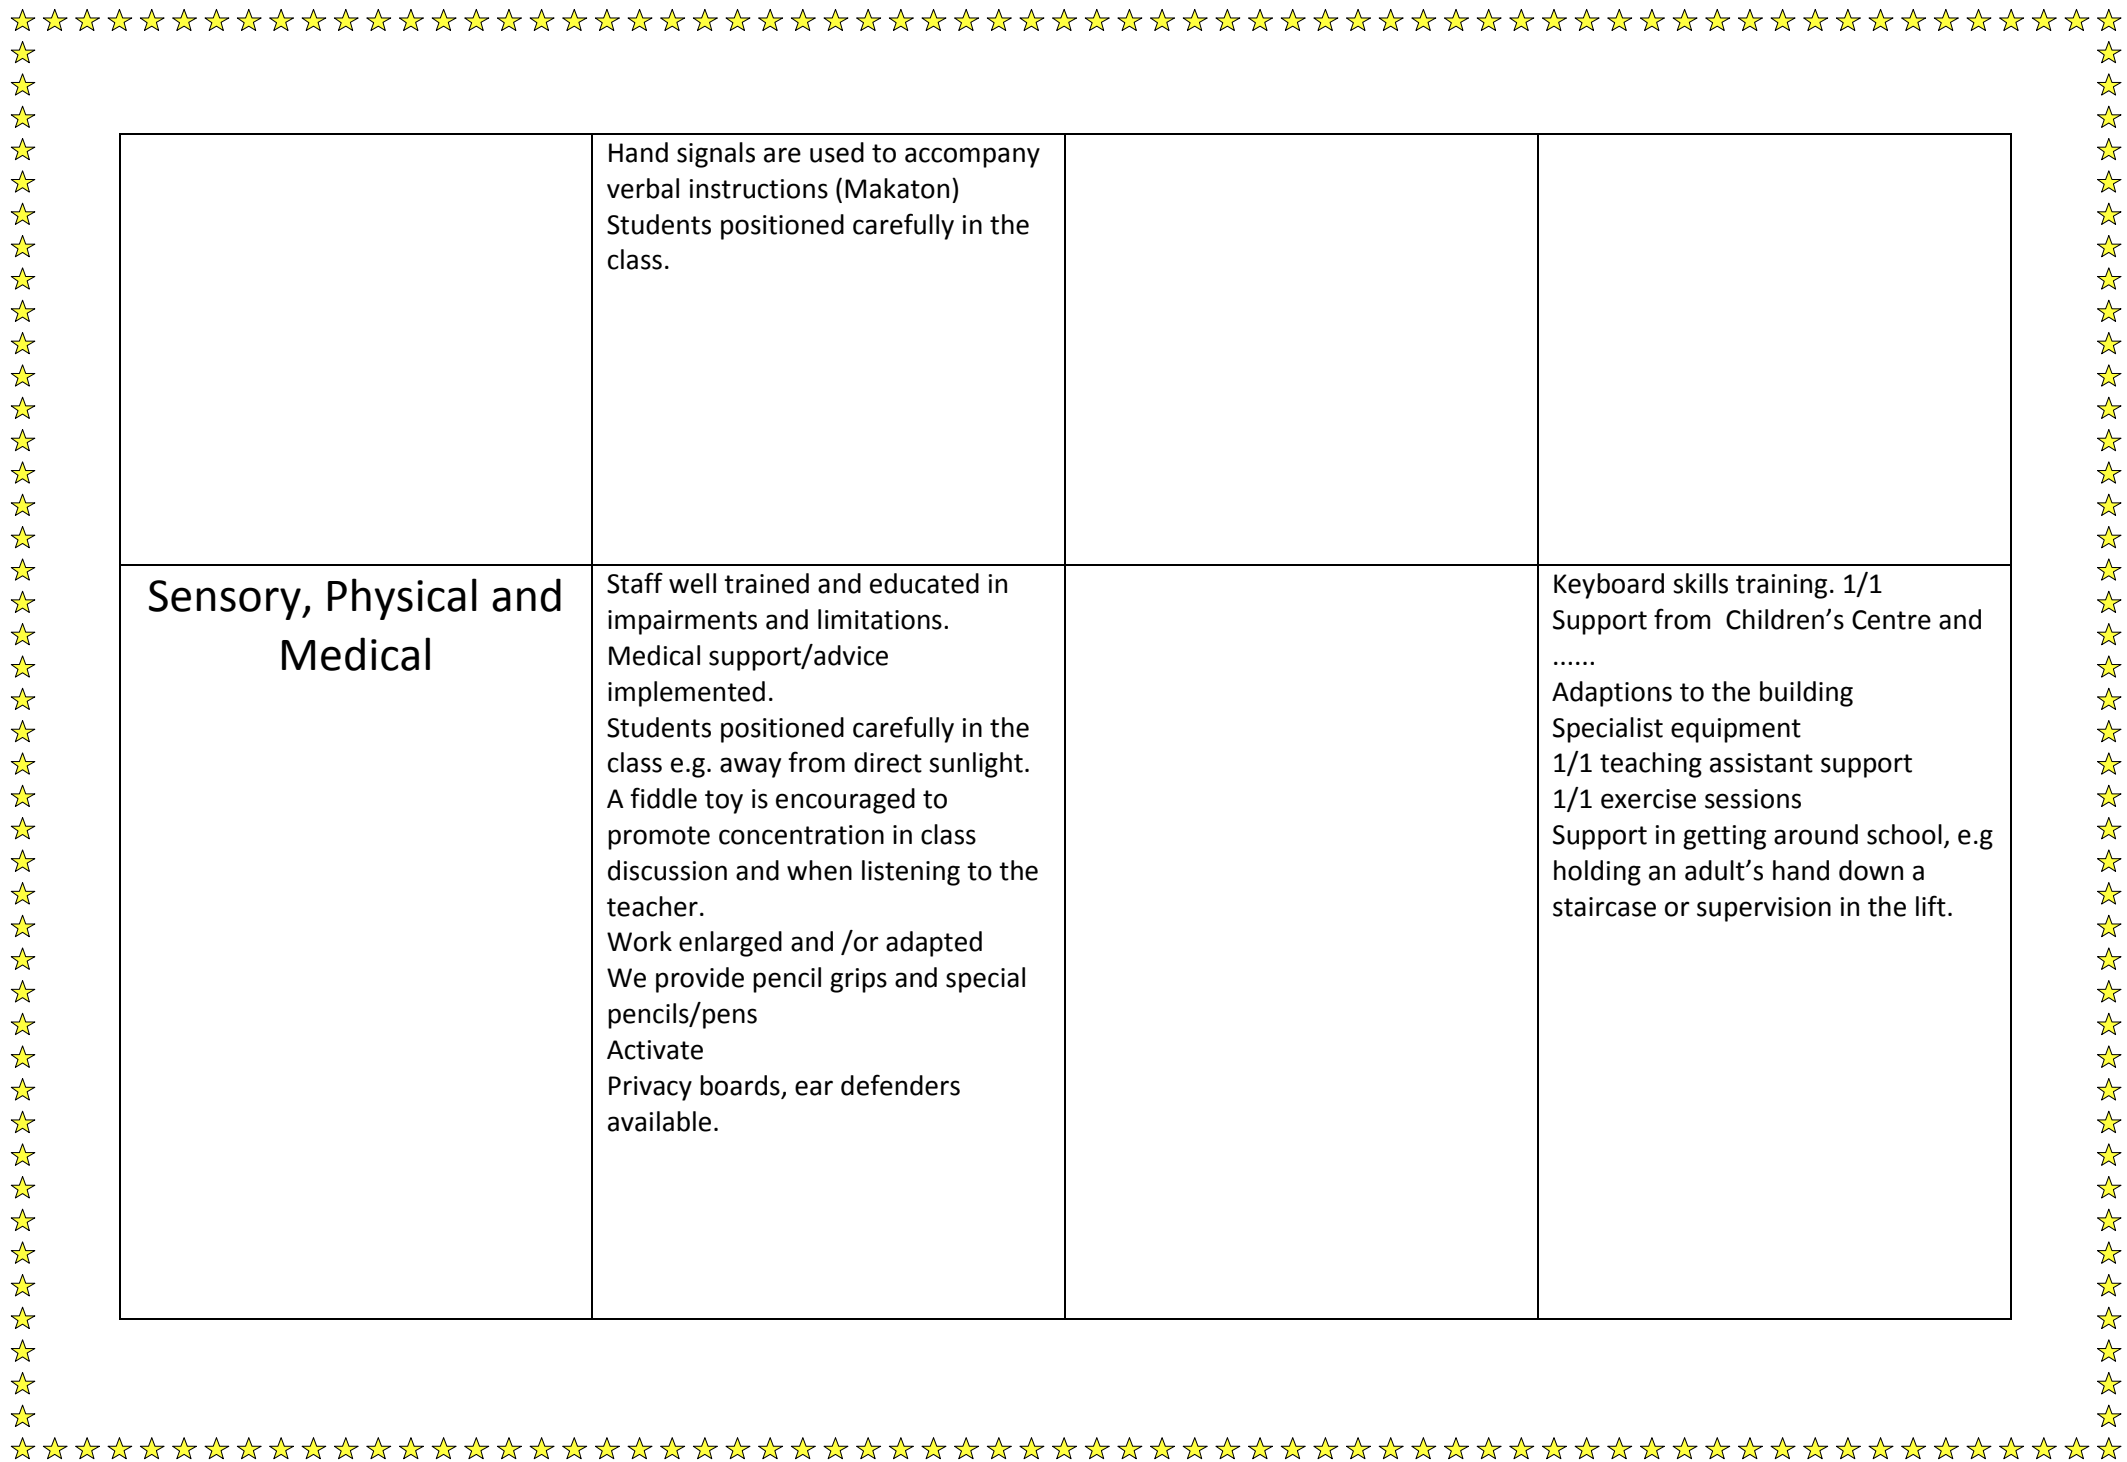 Hand signals are used to accompany
verbal instructions (Makaton)
Students positioned carefully in the
class.
Sensory, Physical and
Medical
Staff well trained and educated in
impairments and limitations.
Medical support/advice
implemented.
Students positioned carefully in the
class e.g. away from direct sunlight.
A fiddle toy is encouraged to
promote concentration in class
discussion and when listening to the
teacher.
Work enlarged and /or adapted
We provide pencil grips and special
pencils/pens
Activate
Privacy boards, ear defenders
available.
Keyboard skills training. 1/1
Support from  Children’s Centre and
......
Adaptions to the building
Specialist equipment
1/1 teaching assistant support
1/1 exercise sessions
Support in getting around school, e.g
holding an adult’s hand down a
staircase or supervision in the lift.